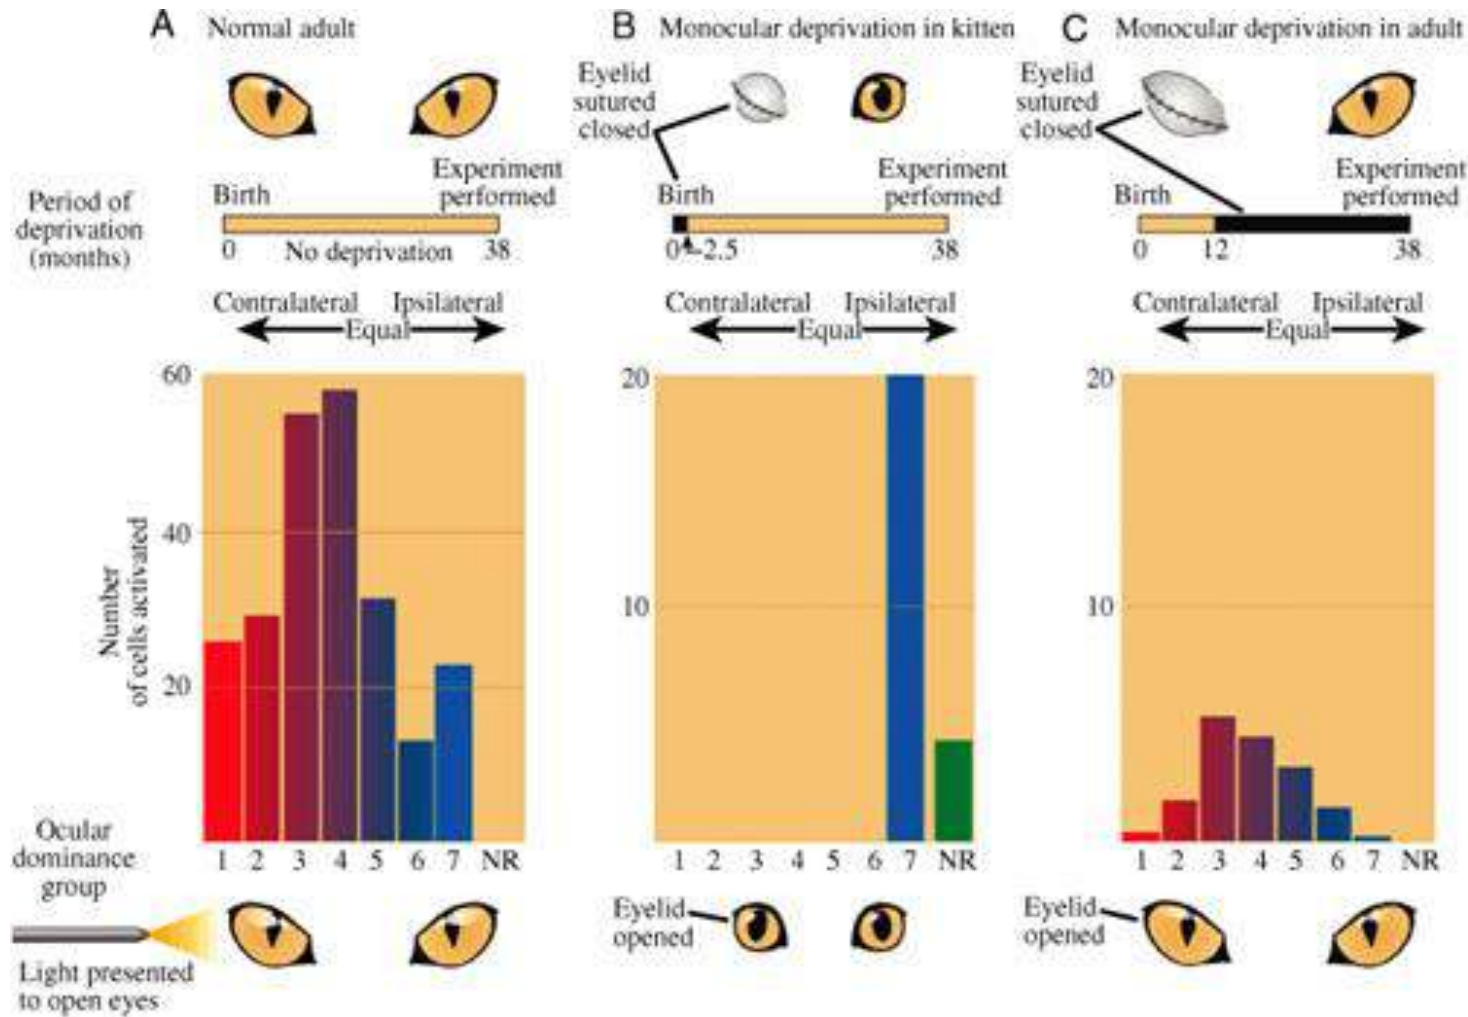 A Normal adult
B Monocular deprivation in kitten
C Monocular deprivation in adult
Eyelid
sutured
closed
Eyelid
sutured
closed
Period of
deprivation
(months)
Birth
Experiment
performed
0 No deprivation 38
Birth
Experiment
performed
0 ~2.5 38
Birth
Experiment
performed
0 12 38
Contralateral Ipsilateral
Equal
Contralateral Ipsilateral
Equal
Contralateral Ipsilateral
Equal
Number
of cells activated
60
40
20
20
10
20
10
Ocular
dominance
group
1 2 3 4 5 6 7 NR
1 2 3 4 5 6 7 NR
1 2 3 4 5 6 7 NR
Light presented
to open eyes
Eyelid
opened
Eyelid
opened